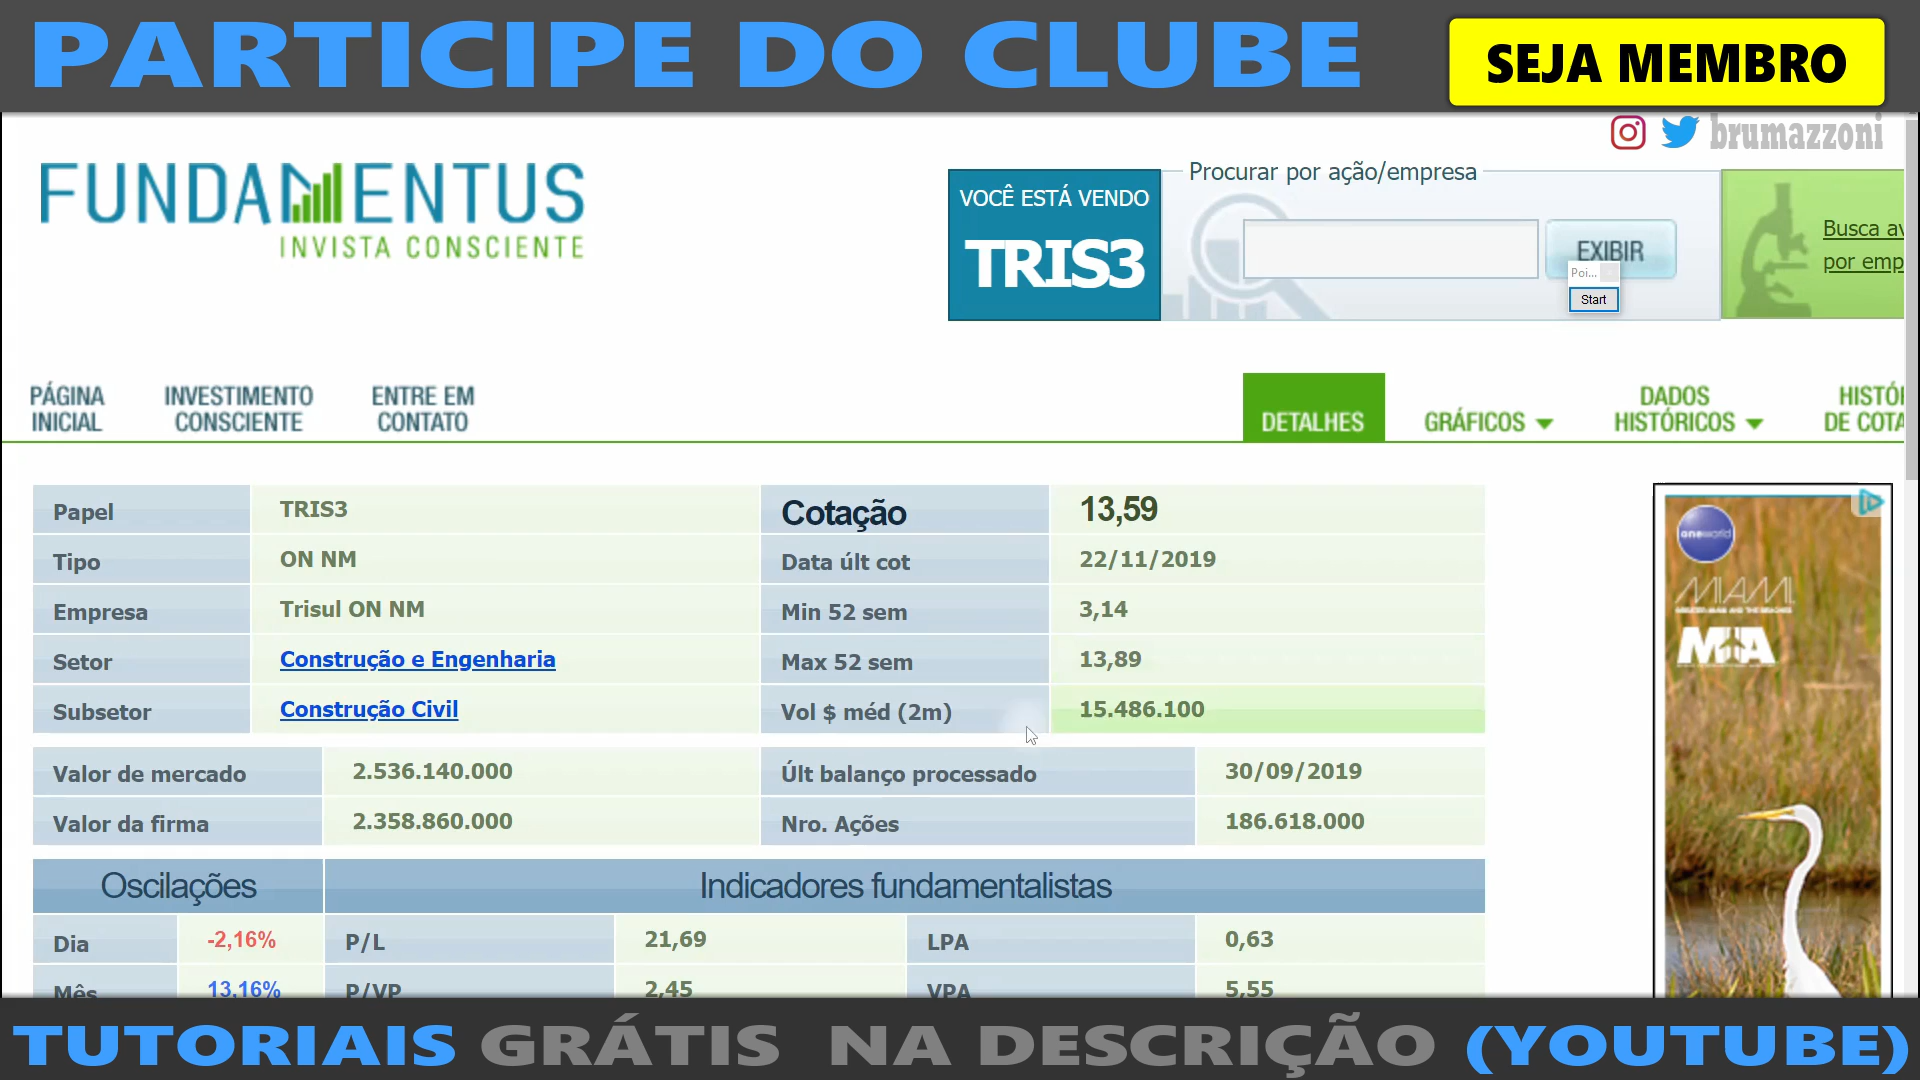 PARTICIPE DO CLUBE
SEJA MEMBRO
brumazzoni
FUNDAMENTUS
INVISTA CONSCIENTE
VOCÊ ESTÁ VENDO
TRIS3
Procurar por ação/empresa
EXIBIR
Poi...
Start
Busca av
por emp
PÁGINA INICIAL
INVESTIMENTO CONSCIENTE
ENTRE EM CONTATO
DETALHES
GRÁFICOS
DADOS HISTÓRICOS
HISTÓ
DE COTA
Papel TRIS3 Cotação 13,59
Tipo ON NM Data últ cot 22/11/2019
Empresa Trisul ON NM Min 52 sem 3,14
Setor Construção e Engenharia Max 52 sem 13,89
Subsetor Construção Civil Vol $ méd (2m) 15.486.100
Valor de mercado 2.536.140.000 Últ balanço processado 30/09/2019
Valor da firma 2.358.860.000 Nro. Ações 186.618.000
Oscilações Indicadores fundamentalistas
Dia -2,16% P/L 21,69 LPA 0,63
Mês 13,16% P/VP 2,45 VPA 5,55
oneworld
MIAMI
TUTORIAIS GRÁTIS NA DESCRIÇÃO (YOUTUBE)